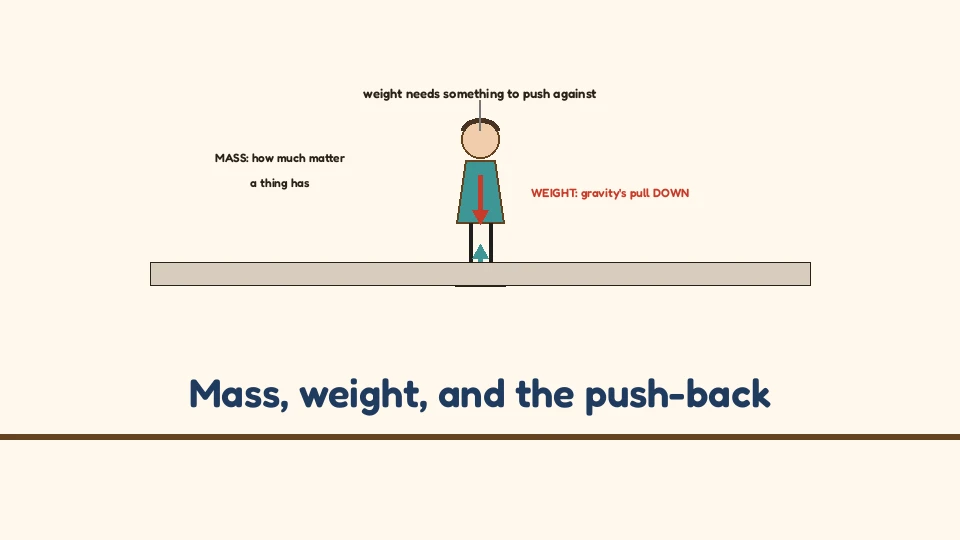 weight needs something to push against
MASS: how much matter
a thing has
WEIGHT: gravity's pull DOWN
Mass, weight, and the push-back